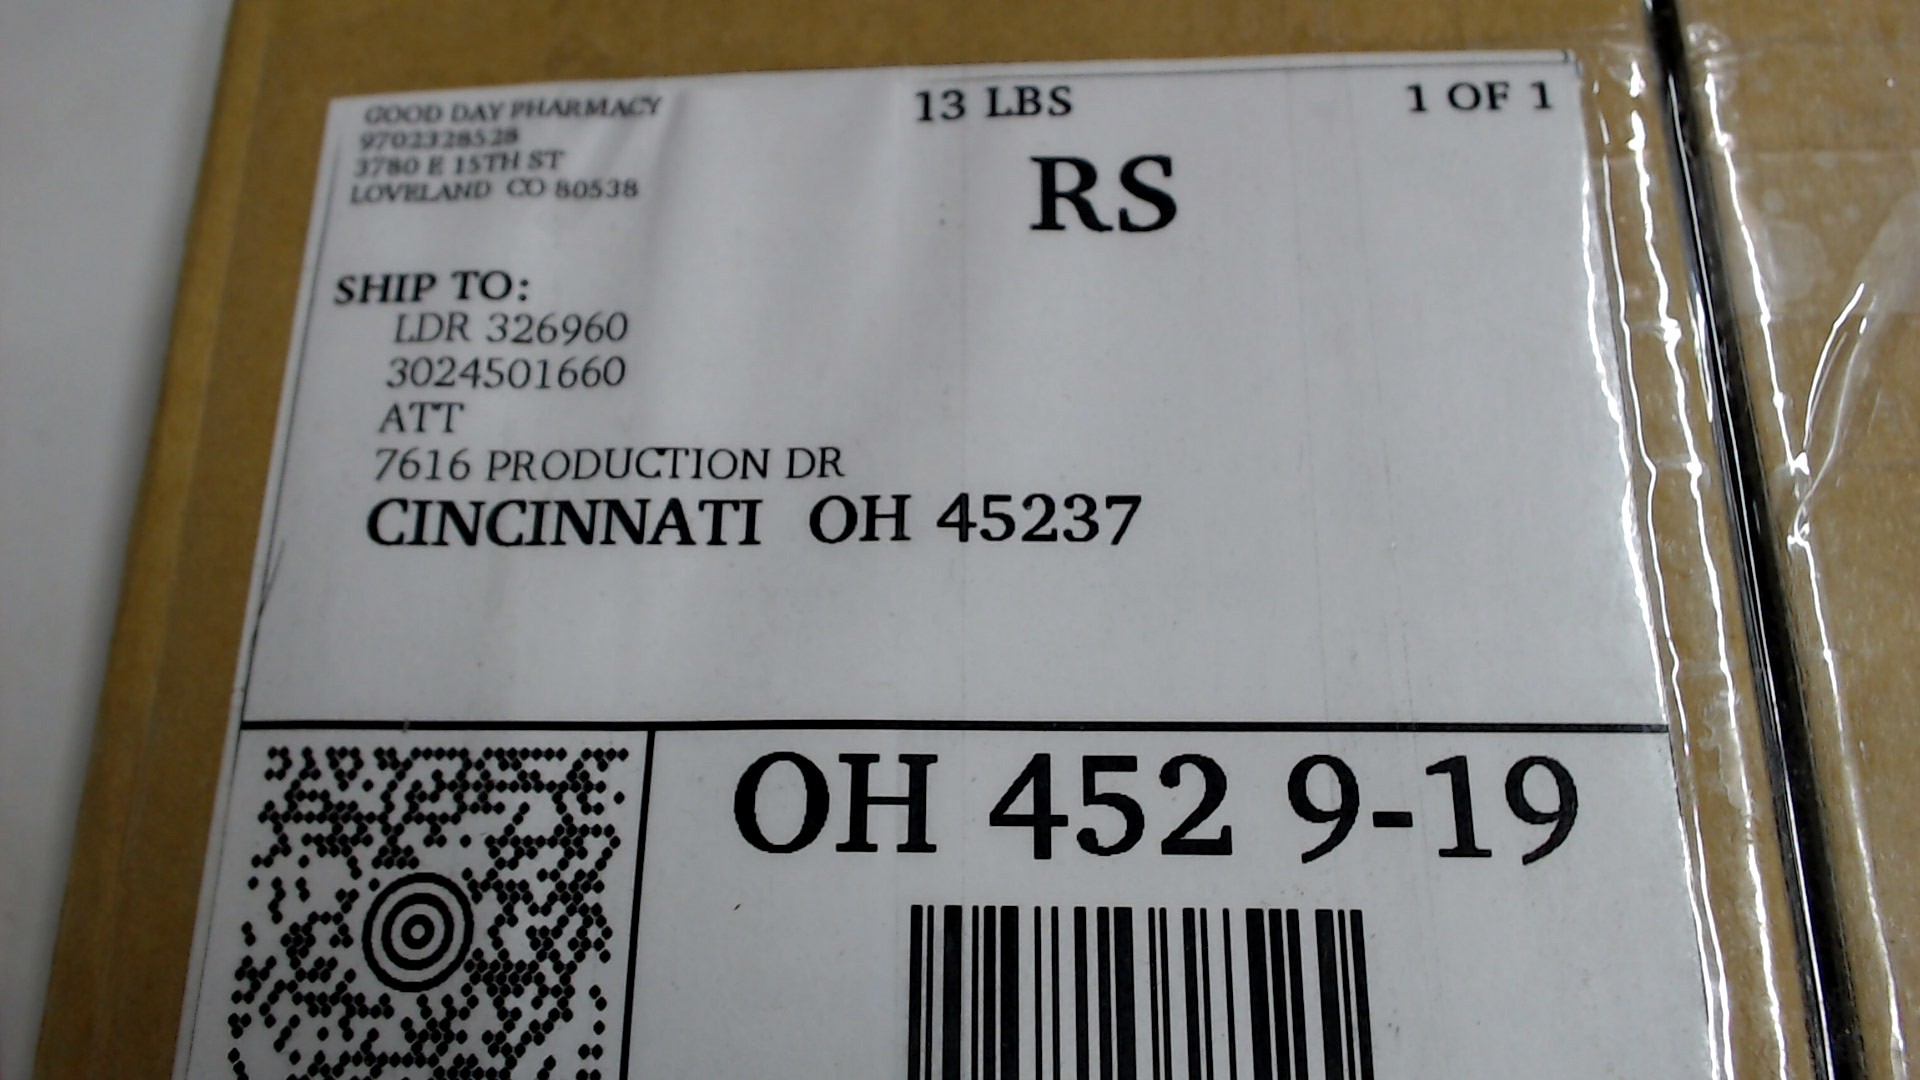 GOOD DAY PHARMACY
9702328528
3780 E 15TH ST
LOVELAND CO 80538
13 LBS
1 OF 1
RS
SHIP TO:
LDR 326960
3024501660
ATT
7616 PRODUCTION DR
CINCINNATI OH 45237
OH 452 9-19